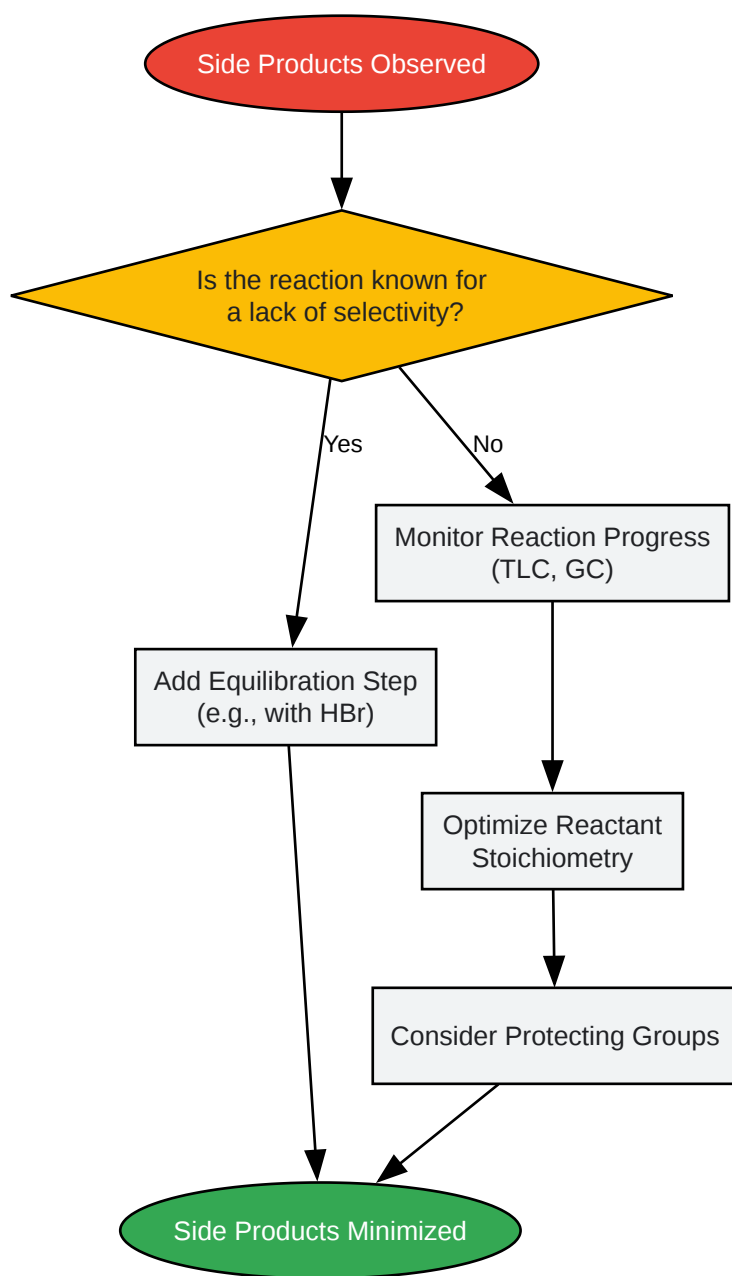 Side Products Observed
Is the reaction known for
a lack of selectivity?
Yes
No
Monitor Reaction Progress
(TLC, GC)
Add Equilibration Step
(e.g., with HBr)
Optimize Reactant
Stoichiometry
Consider Protecting Groups
Side Products Minimized